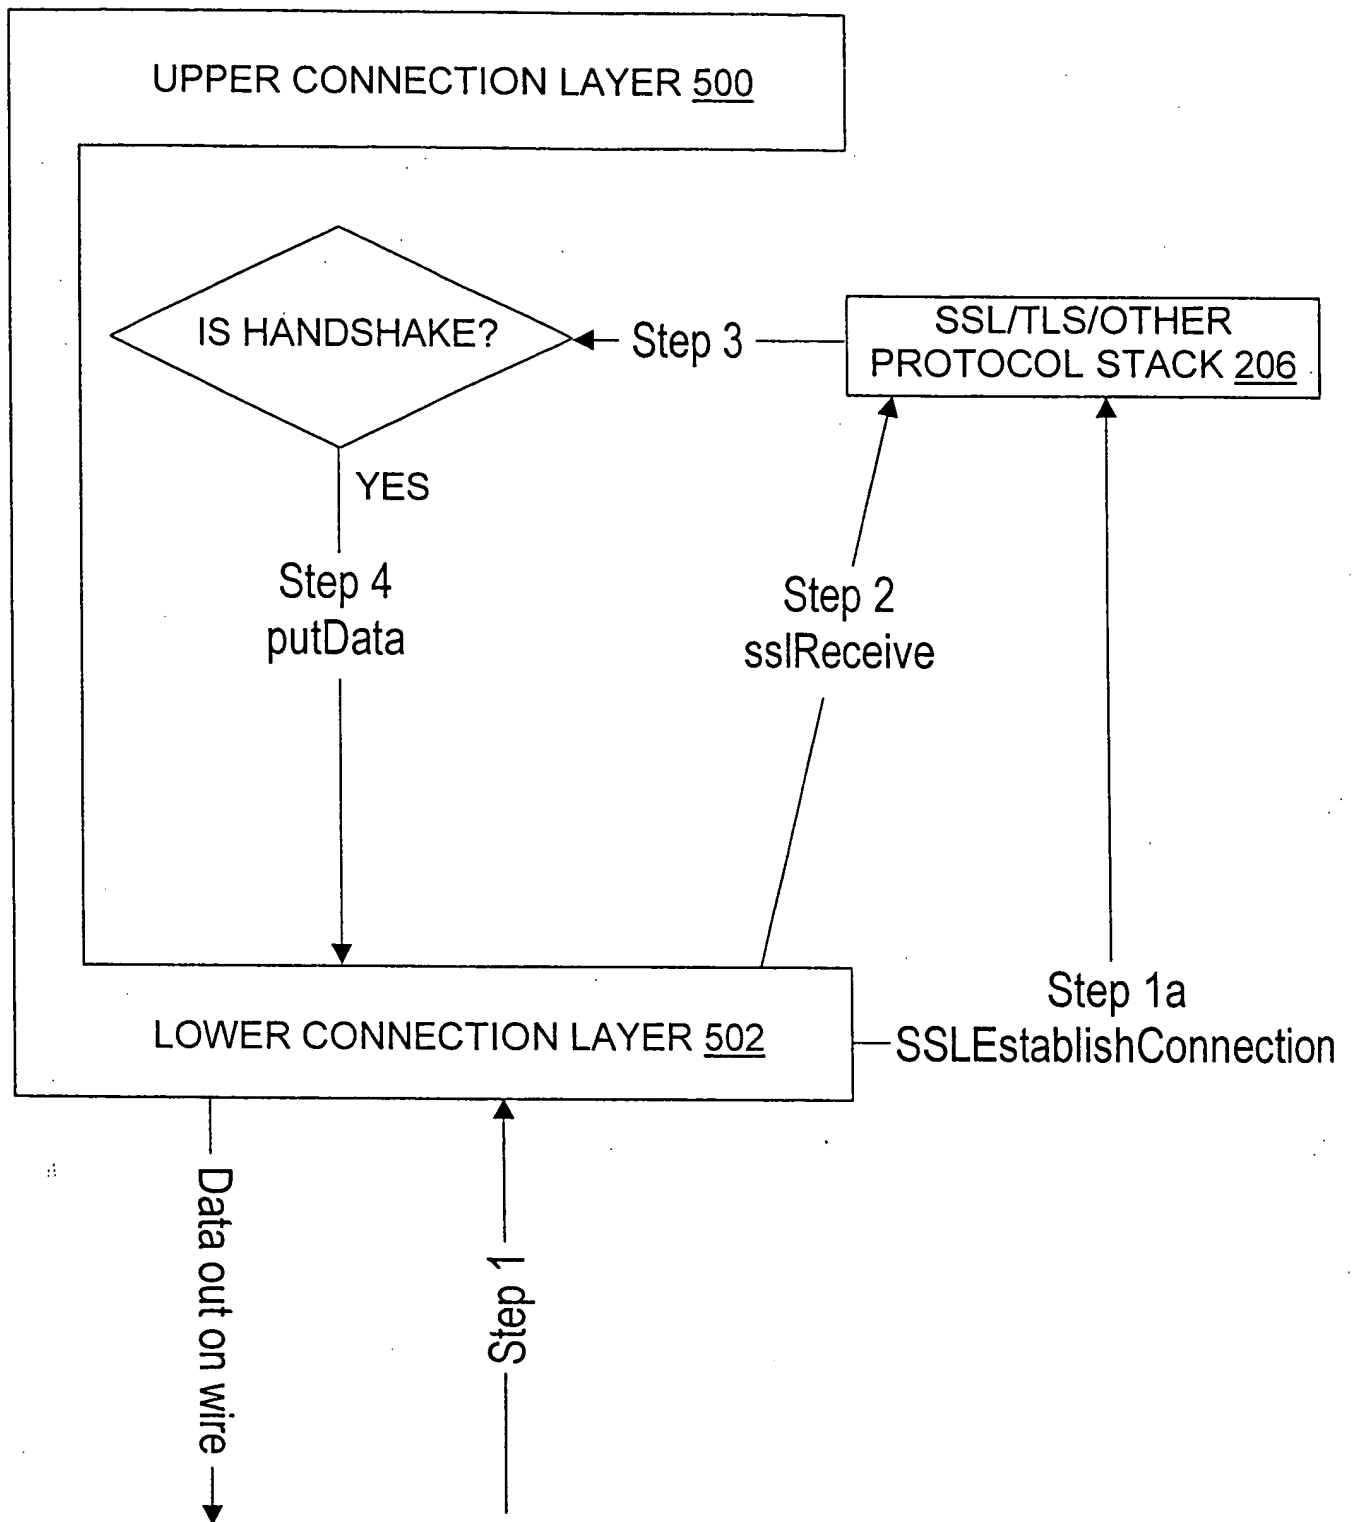 UPPER CONNECTION LAYER 500
IS HANDSHAKE?
Step 3
SSL/TLS/OTHER
PROTOCOL STACK 206
YES
Step 4
putData
Step 2
sslReceive
Step 1a
SSLEstablishConnection
LOWER CONNECTION LAYER 502
Data out on wire
Step 1